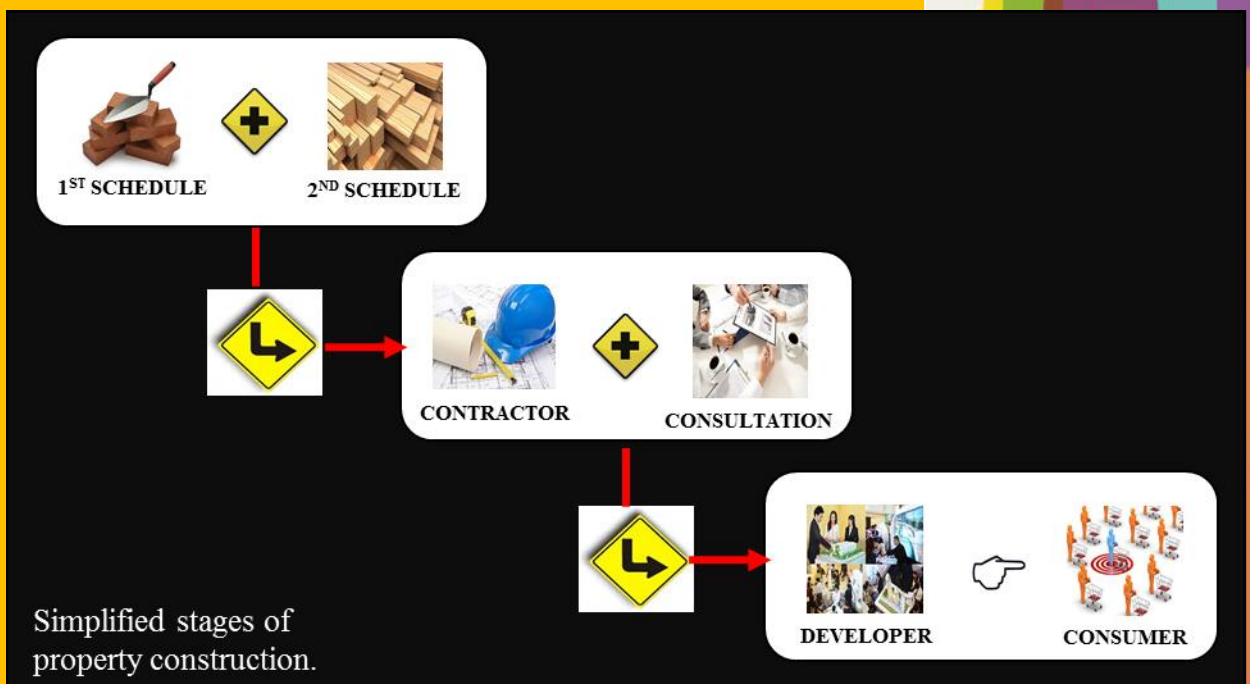 1ST SCHEDULE
2ND SCHEDULE
CONTRACTOR
CONSULTATION
DEVELOPER
CONSUMER
Simplified stages of
property construction.